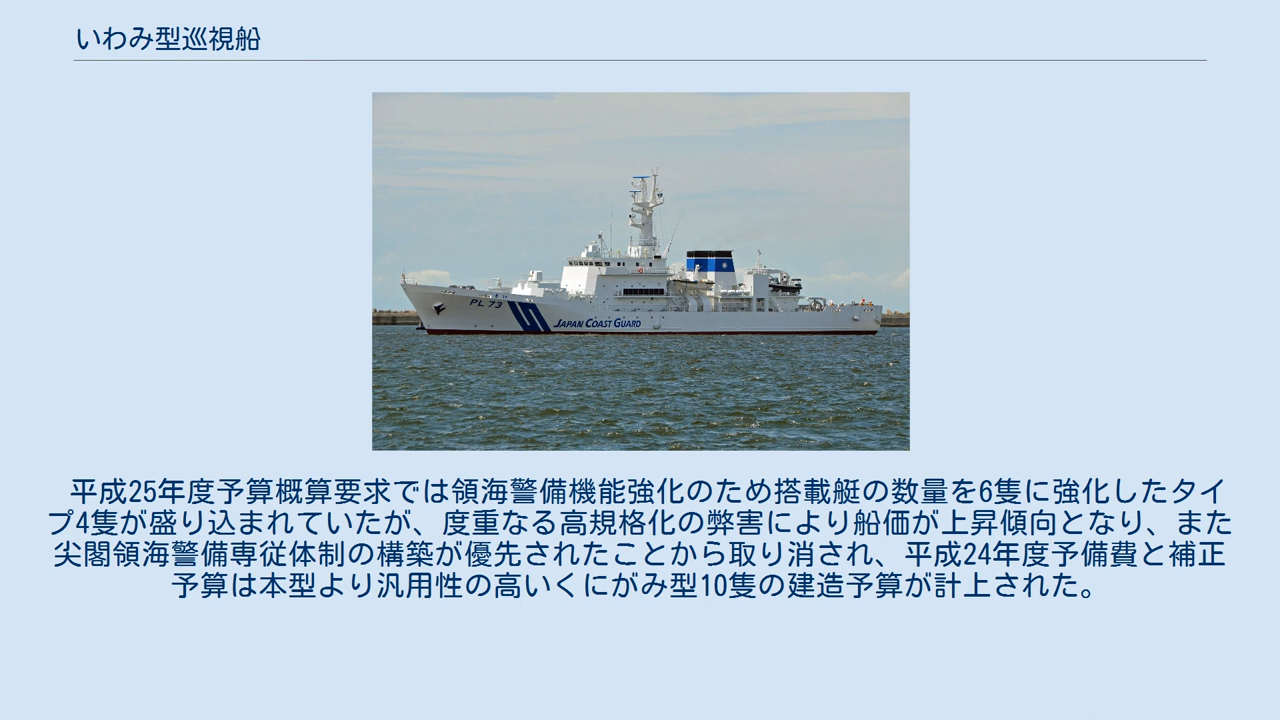 いわみ型巡視船
PL 73
JAPAN COAST GUARD
平成25年度予算概算要求では領海警備機能強化のため搭載艇の数量を6隻に強化したタイ
プ4隻が盛り込まれていたが、度重なる高規格化の弊害により船価が上昇傾向となり、また
尖閣領海警備専従体制の構築が優先されたことから取り消され、平成24年度予備費と補正
予算は本型より汎用性の高いくにがみ型10隻の建造予算が計上された。